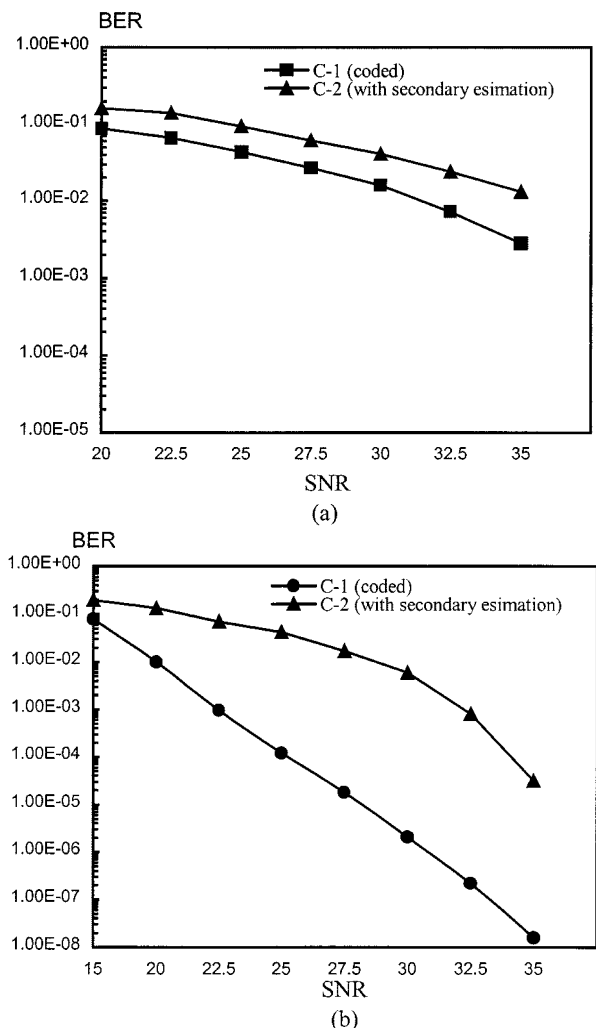 BER
1.00E+00
C-1 (coded)
C-2 (with secondary esimation)
1.00E-01
1.00E-02
1.00E-03
1.00E-04
1.00E-05
20 22.5 25 27.5 30 32.5 35
SNR
(a)
BER
1.00E+00
C-1 (coded)
C-2 (with secondary esimation)
1.00E-01
1.00E-02
1.00E-03
1.00E-04
1.00E-05
1.00E-06
1.00E-07
1.00E-08
15 20 22.5 25 27.5 30 32.5 35
SNR
(b)